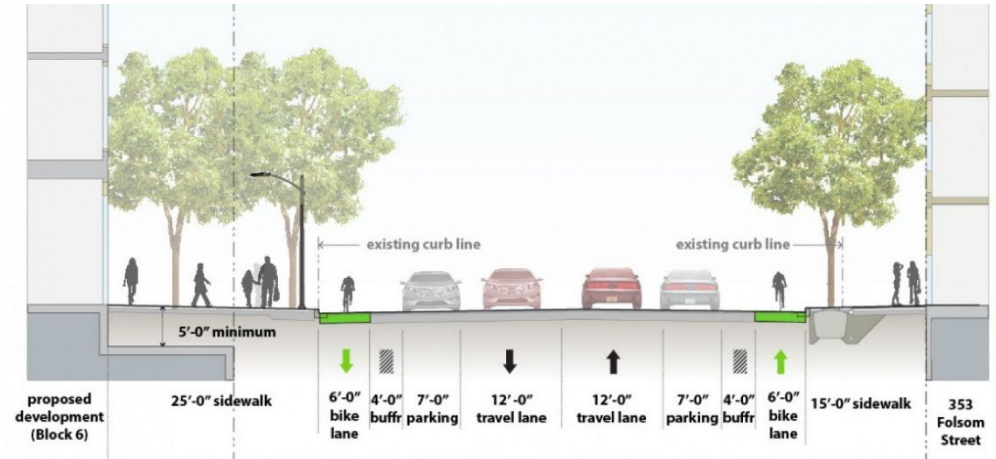 existing curb line
existing curb line
5'-0" minimum
proposed
development
(Block 6)
25'-0" sidewalk
6'-0"
bike
lane
4'-0"
buffr
7'-0"
parking
12'-0"
travel lane
12'-0"
travel lane
7'-0"
parking
4'-0"
buffr
6'-0"
bike
lane
15'-0" sidewalk
353
Folsom
Street